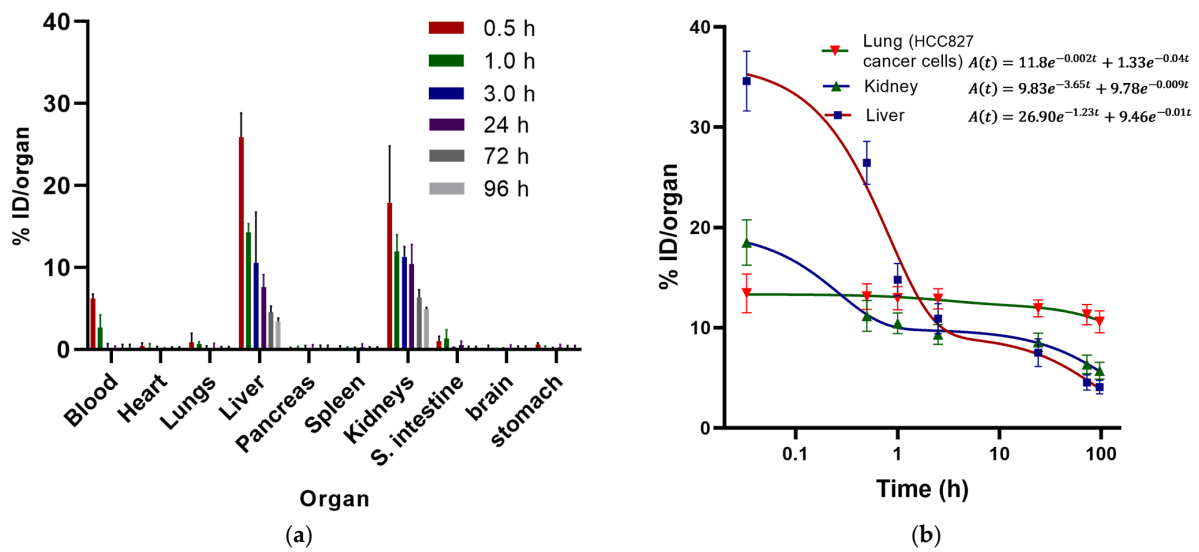 40
30
20
10
0
% ID/organ
0.5 h
1.0 h
3.0 h
24 h
72 h
96 h
Blood
Heart
Lungs
Liver
Pancreas
Spleen
Kidneys
S. intestine
brain
stomach
Organ
(a)
40
30
20
10
0
% ID/organ
Lung (HCC827
cancer cells) A(t) = 11.8e^{−0.002t} + 1.33e^{−0.04t}
Kidney A(t) = 9.83e^{−3.65t} + 9.78e^{−0.009t}
Liver A(t) = 26.90e^{−1.23t} + 9.46e^{−0.01t}
0.1
1
10
100
Time (h)
(b)